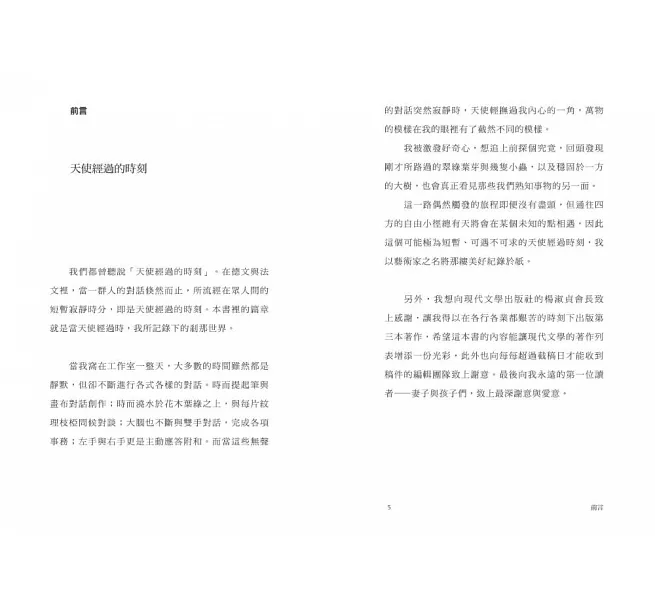 前言
天使經過的時刻
我們都曾聽說「天使經過的時刻」。在德文與法
文裡，當一群人的對話倏然而止，所流經在眾人間的
短暫寂靜時分，即是天使經過的時刻。本書裡的篇章
就是當天使經過時，我所記錄下的剎那世界。
當我窩在工作室一整天，大多數的時間雖然都是
靜默，但卻不斷進行各式各樣的對話。時而提起筆與
畫布對話創作；時而澆水於花木葉綠之上，與每片紋
理枝椏問候對談；大腦也不斷與雙手對話，完成各項
事務；左手與右手更是主動應答附和。而當這些無聲
的對話突然寂靜時，天使輕撫過我內心的一角，萬物
的模樣在我的眼裡有了截然不同的模樣。
我被激發好奇心，想追上前探個究竟，回頭發現
剛才所路過的翠綠葉芽與幾隻小蟲，以及穩固於一方
的大樹，也會真正看見那些我們熟知事物的另一面。
這一路偶然觸發的旅程即便沒有盡頭，但通往四
方的自由小徑總有天將會在某個未知的點相遇，因此
這個可能極為短暫、可遇不可求的天使經過時刻，我
以藝術家之名將那縷美好紀錄於紙。
另外，我想向現代文學出版社的楊淑貞會長致
上感謝，讓我得以在各行各業都艱苦的時刻下出版第
三本著作，希望這本書的內容能讓現代文學的著作列
表增添一份光彩，此外也向每每超過截稿日才能收到
稿件的編輯團隊致上謝意。最後向我永遠的第一位讀
者——妻子與孩子們，致上最深謝意與愛意。
5
前言